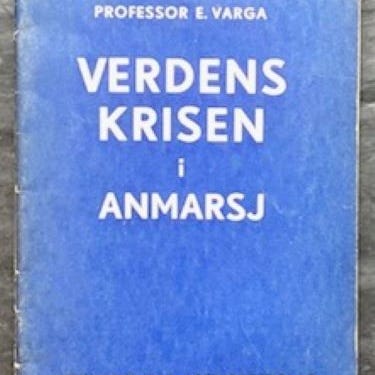 PROFESSOR E. VARGA
VERDENS
KRISEN
i
ANMARSJ